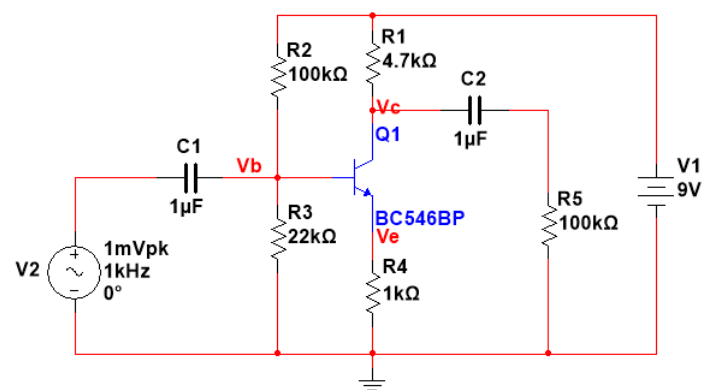 R2
100kΩ
R1
4.7kΩ
C2
1µF
Vc
Q1
C1
1µF
Vb
V1
9V
R5
100kΩ
R3
22kΩ
BC546BP
Ve
V2
1mVpk
1kHz
0°
R4
1kΩ
+